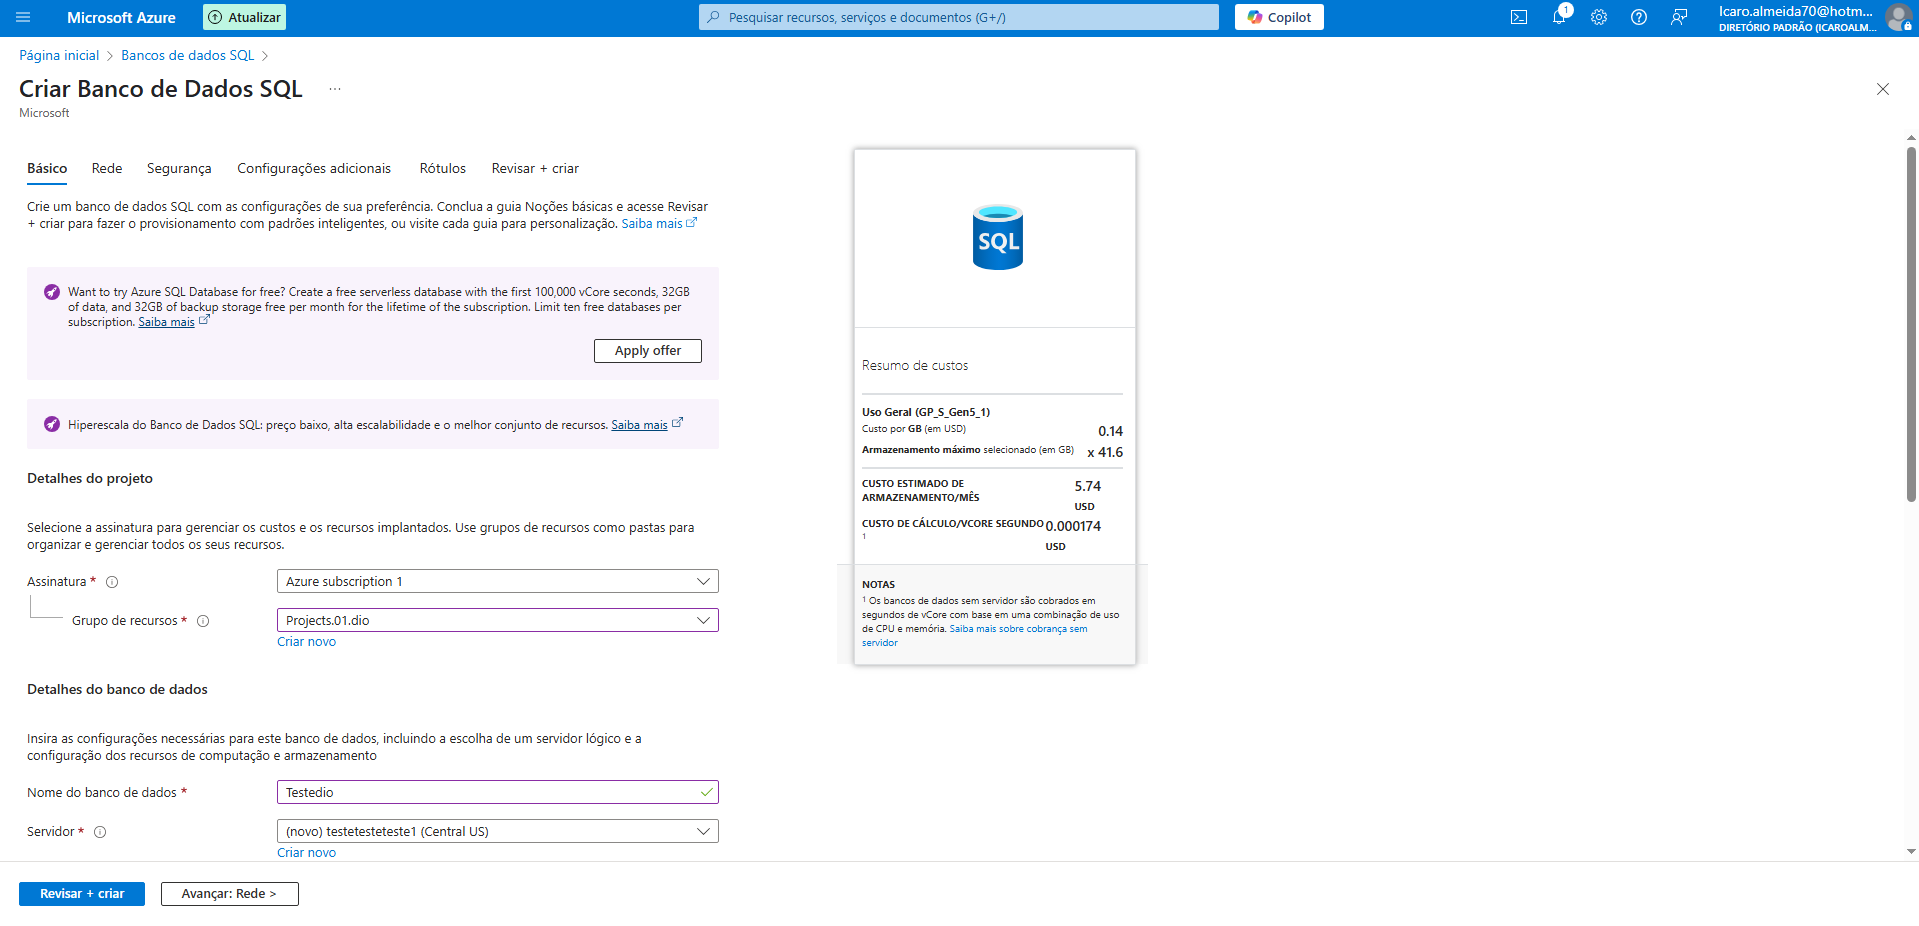 Microsoft Azure
Atualizar
Pesquisar recursos, serviços e documentos (G+/)
Copilot
1
Icaro.almeida70@hotm...
DIRETÓRIO PADRÃO (ICAROALM...
Página inicial > Bancos de dados SQL >
Criar Banco de Dados SQL ...
Microsoft
Básico Rede Segurança Configurações adicionais Rótulos Revisar + criar
Crie um banco de dados SQL com as configurações de sua preferência. Conclua a guia Noções básicas e acesse Revisar
+ criar para fazer o provisionamento com padrões inteligentes, ou visite cada guia para personalização. Saiba mais
Want to try Azure SQL Database for free? Create a free serverless database with the first 100,000 vCore seconds, 32GB
of data, and 32GB of backup storage free per month for the lifetime of the subscription. Limit ten free databases per
subscription. Saiba mais
Apply offer
Hiperescala do Banco de Dados SQL: preço baixo, alta escalabilidade e o melhor conjunto de recursos. Saiba mais
Detalhes do projeto
Selecione a assinatura para gerenciar os custos e os recursos implantados. Use grupos de recursos como pastas para
organizar e gerenciar todos os seus recursos.
Assinatura *
Azure subscription 1
Grupo de recursos *
Projects.01.dio
Criar novo
Detalhes do banco de dados
Insira as configurações necessárias para este banco de dados, incluindo a escolha de um servidor lógico e a
configuração dos recursos de computação e armazenamento
Nome do banco de dados *
Testedio
Servidor *
(novo) testetesteteste1 (Central US)
Criar novo
SQL
Resumo de custos
Uso Geral (GP_S_Gen5_1)
Custo por GB (em USD) 0.14
Armazenamento máximo selecionado (em GB) x 41.6
CUSTO ESTIMADO DE
ARMAZENAMENTO/MÊS
5.74
USD
CUSTO DE CÁLCULO/VCORE SEGUNDO
1
0.000174
USD
NOTAS
1 Os bancos de dados sem servidor são cobrados em
segundos de vCore com base em uma combinação de uso
de CPU e memória. Saiba mais sobre cobrança sem
servidor
Revisar + criar
Avançar: Rede >